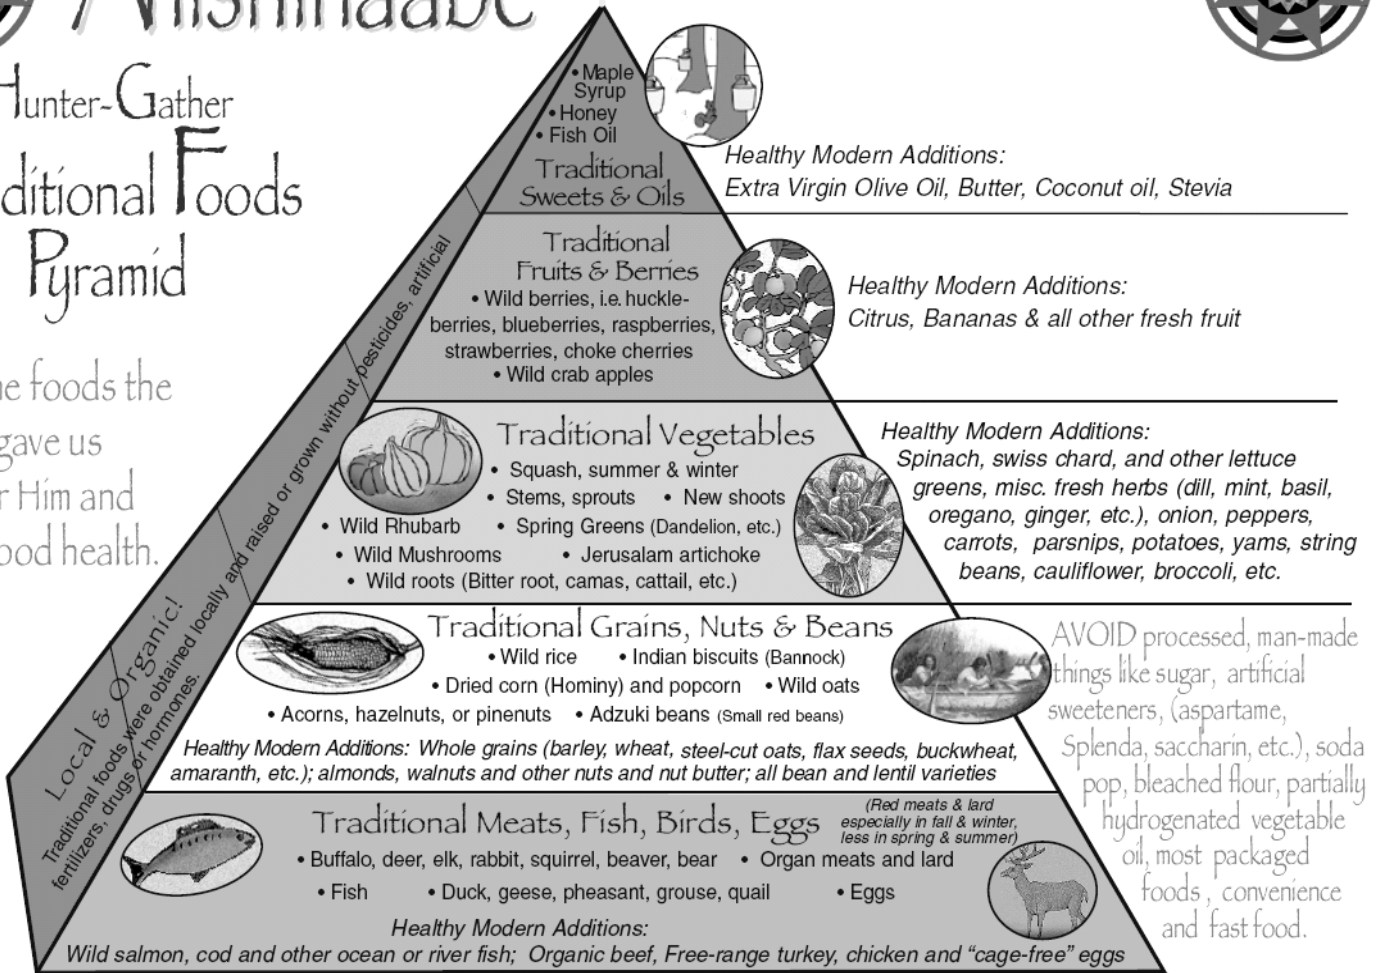 Anishinaabe
Hunter-Gather
ditional Foods
Pyramid
e foods the
gave us
r Him and
ood health.
• Maple
Syrup
• Honey
• Fish Oil
Traditional
Sweets & Oils
Healthy Modern Additions:
Extra Virgin Olive Oil, Butter, Coconut oil, Stevia
Traditional
Fruits & Berries
• Wild berries, i.e. huckle-
berries, blueberries, raspberries,
strawberries, choke cherries
• Wild crab apples
Healthy Modern Additions:
Citrus, Bananas & all other fresh fruit
Traditional Vegetables
• Squash, summer & winter
• Stems, sprouts • New shoots
• Wild Rhubarb • Spring Greens (Dandelion, etc.)
• Wild Mushrooms • Jerusalam artichoke
• Wild roots (Bitter root, camas, cattail, etc.)
Healthy Modern Additions:
Spinach, swiss chard, and other lettuce
greens, misc. fresh herbs (dill, mint, basil,
oregano, ginger, etc.), onion, peppers,
carrots, parsnips, potatoes, yams, string
beans, cauliflower, broccoli, etc.
Traditional Grains, Nuts & Beans
• Wild rice • Indian biscuits (Bannock)
• Dried corn (Hominy) and popcorn • Wild oats
• Acorns, hazelnuts, or pinenuts • Adzuki beans (Small red beans)
Healthy Modern Additions: Whole grains (barley, wheat, steel-cut oats, flax seeds, buckwheat,
amaranth, etc.); almonds, walnuts and other nuts and nut butter; all bean and lentil varieties
AVOID processed, man-made
things like sugar, artificial
sweeteners, (aspartame,
Splenda, saccharin, etc.), soda
pop, bleached flour, partially
hydrogenated vegetable
oil, most packaged
foods, convenience
and fast food.
Traditional Meats, Fish, Birds, Eggs
(Red meats & lard
especially in fall & winter,
less in spring & summer)
• Buffalo, deer, elk, rabbit, squirrel, beaver, bear • Organ meats and lard
• Fish • Duck, geese, pheasant, grouse, quail • Eggs
Healthy Modern Additions:
Wild salmon, cod and other ocean or river fish; Organic beef, Free-range turkey, chicken and “cage-free” eggs
Local & Organic!
Traditional foods were obtained locally and raised or grown without pesticides, artificial
fertilizers, drugs or hormones.